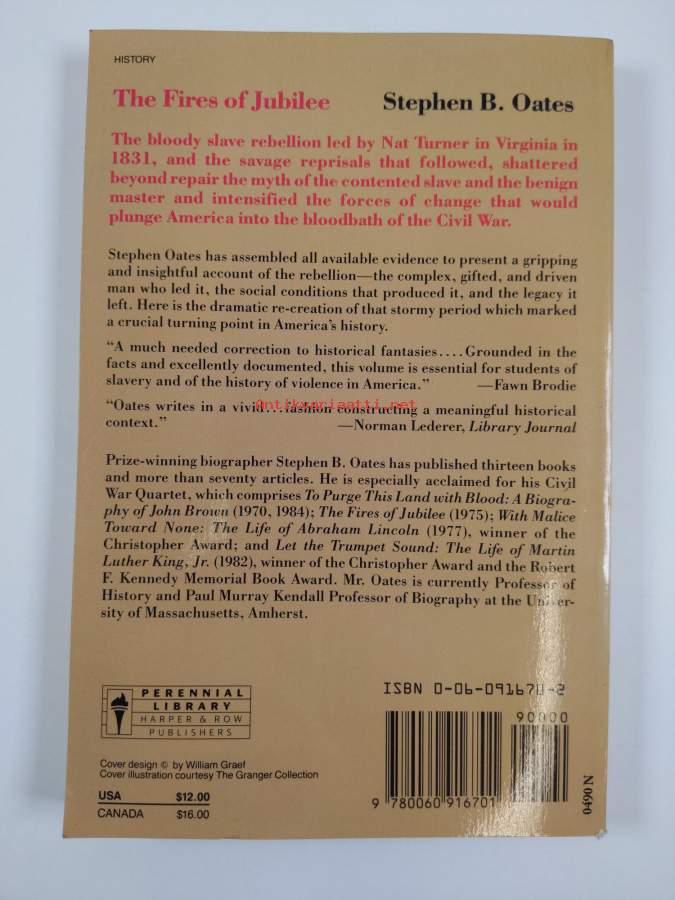 HISTORY
The Fires of Jubilee Stephen B. Oates
The bloody slave rebellion led by Nat Turner in Virginia in
1831, and the savage reprisals that followed, shattered
beyond repair the myth of the contented slave and the benign
master and intensified the forces of change that would
plunge America into the bloodbath of the Civil War.
Stephen Oates has assembled all available evidence to present a gripping
and insightful account of the rebellion—the complex, gifted, and driven
man who led it, the social conditions that produced it, and the legacy it
left. Here is the dramatic re-creation of that stormy period which marked
a crucial turning point in America's history.
“A much needed correction to historical fantasies....Grounded in the
facts and excellently documented, this volume is essential for students of
slavery and of the history of violence in America.” —Fawn Brodie
Antikvariaatti.net
“Oates writes in a vivid...fashion constructing a meaningful historical
context.” —Norman Lederer, Library Journal
Prize-winning biographer Stephen B. Oates has published thirteen books
and more than seventy articles. He is especially acclaimed for his Civil
War Quartet, which comprises To Purge This Land with Blood: A Biogra-
phy of John Brown (1970, 1984); The Fires of Jubilee (1975); With Malice
Toward None: The Life of Abraham Lincoln (1977), winner of the
Christopher Award; and Let the Trumpet Sound: The Life of Martin
Luther King, Jr. (1982), winner of the Christopher Award and the Robert
F. Kennedy Memorial Book Award. Mr. Oates is currently Professor of
History and Paul Murray Kendall Professor of Biography at the Univer-
sity of Massachusetts, Amherst.
PERENNIAL
LIBRARY
HARPER & ROW
PUBLISHERS
ISBN 0-06-091670-2
90000
9 780060 916701
0490N
Cover design © by William Graef
Cover illustration courtesy The Granger Collection
USA $12.00
CANADA $16.00